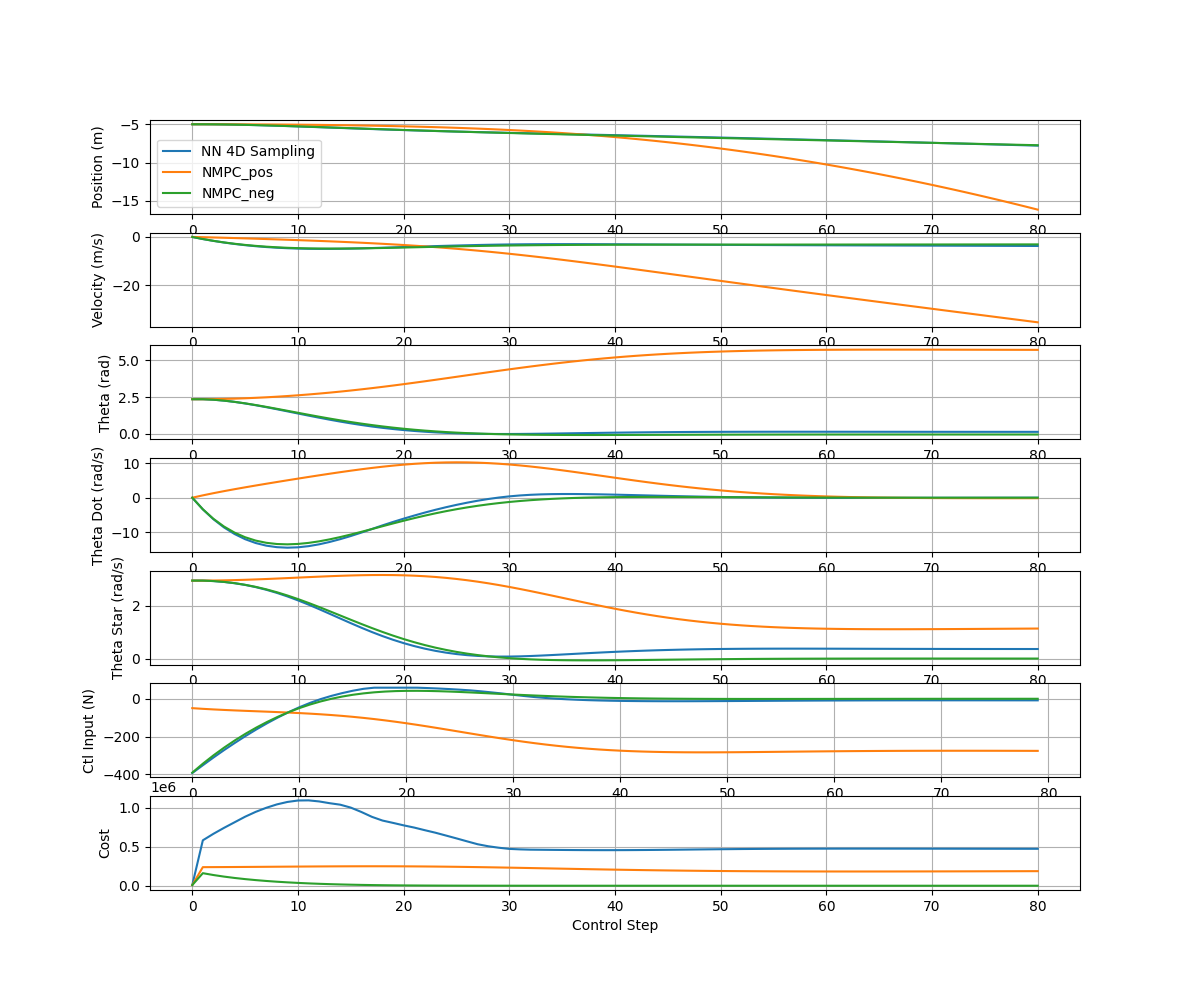 −5
−10
−15
Position (m)
NN 4D Sampling
NMPC_pos
NMPC_neg
0 10 20 30 40 50 60 70 80
0
−20
Velocity (m/s)
0 10 20 30 40 50 60 70 80
5.0
2.5
0.0
Theta (rad)
0 10 20 30 40 50 60 70 80
10
0
−10
Theta Dot (rad/s)
0 10 20 30 40 50 60 70 80
2
0
Theta Star (rad/s)
0 10 20 30 40 50 60 70 80
0
−200
−400
Ctl Input (N)
0 10 20 30 40 50 60 70 80
1e6
1.0
0.5
0.0
Cost
0 10 20 30 40 50 60 70 80
Control Step